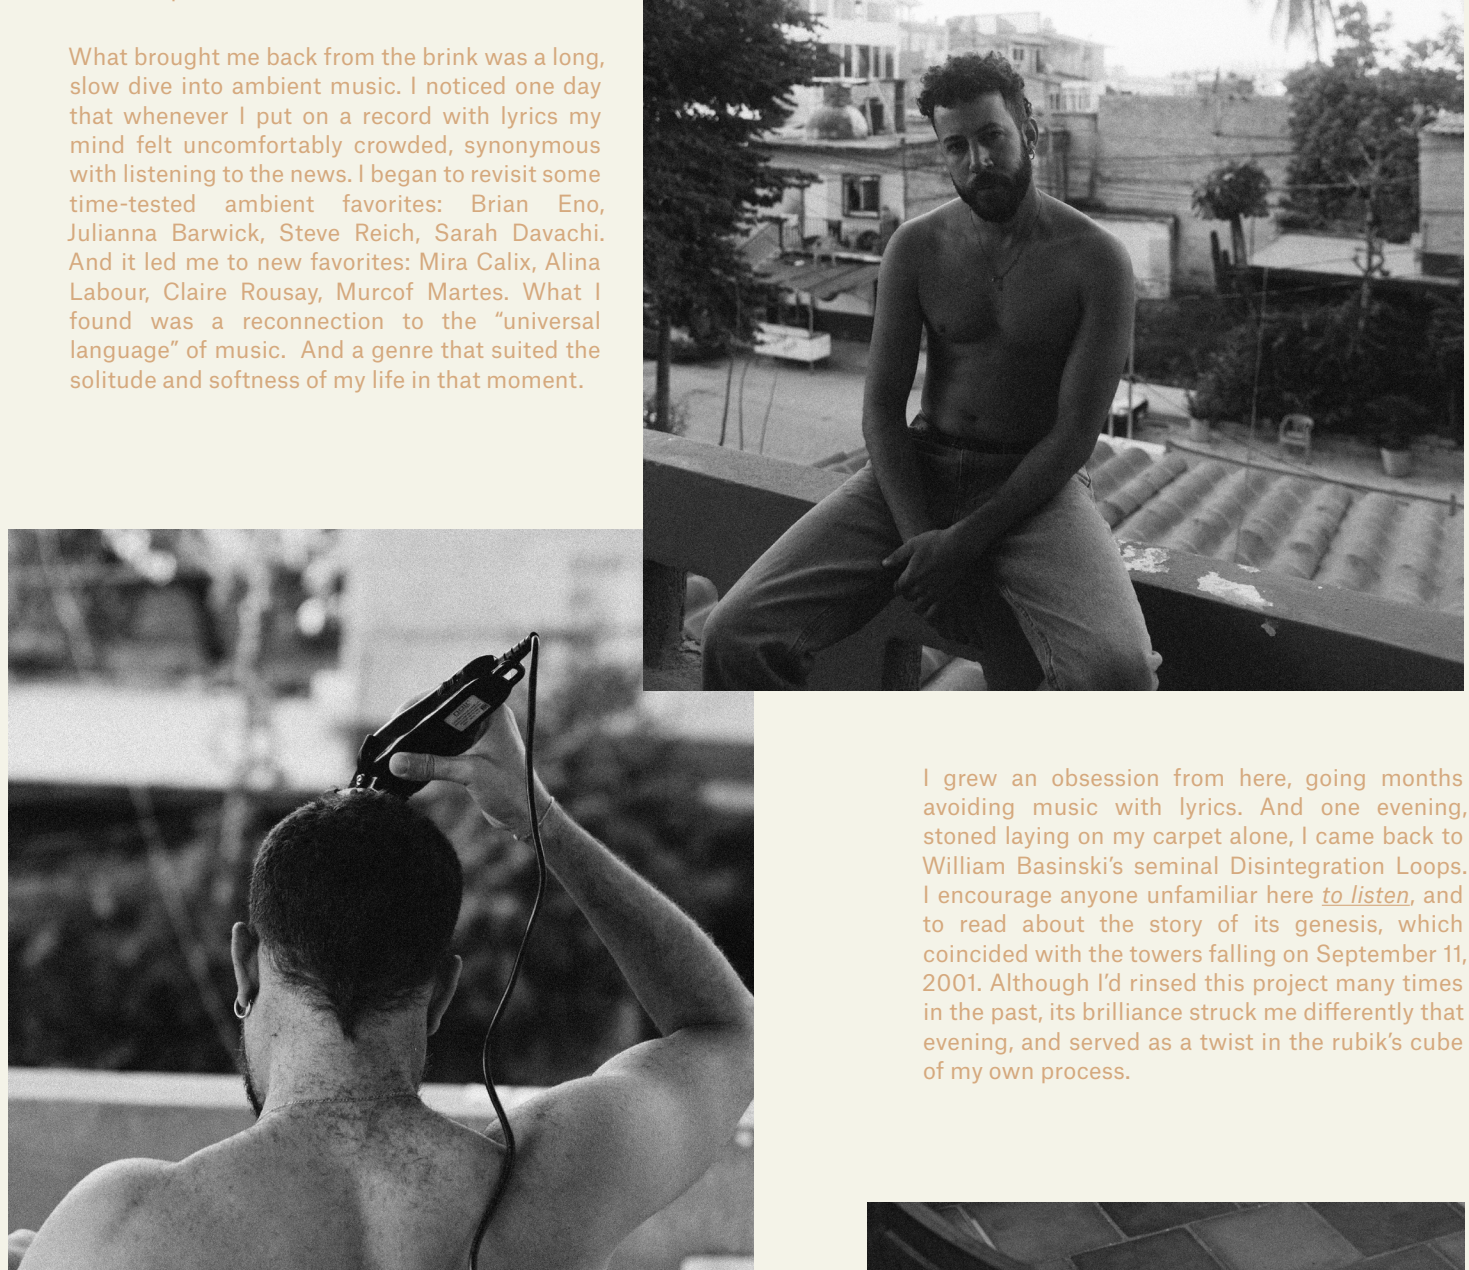 What brought me back from the brink was a long,
slow dive into ambient music. I noticed one day
that whenever I put on a record with lyrics my
mind felt uncomfortably crowded, synonymous
with listening to the news. I began to revisit some
time-tested ambient favorites: Brian Eno,
Julianna Barwick, Steve Reich, Sarah Davachi.
And it led me to new favorites: Mira Calix, Alina
Labour, Claire Rousay, Murcof Martes. What I
found was a reconnection to the “universal
language” of music.  And a genre that suited the
solitude and softness of my life in that moment.
I grew an obsession from here, going months
avoiding music with lyrics. And one evening,
stoned laying on my carpet alone, I came back to
William Basinski’s seminal Disintegration Loops.
I encourage anyone unfamiliar here to listen, and
to read about the story of its genesis, which
coincided with the towers falling on September 11,
2001. Although I’d rinsed this project many times
in the past, its brilliance struck me differently that
evening, and served as a twist in the rubik’s cube
of my own process.